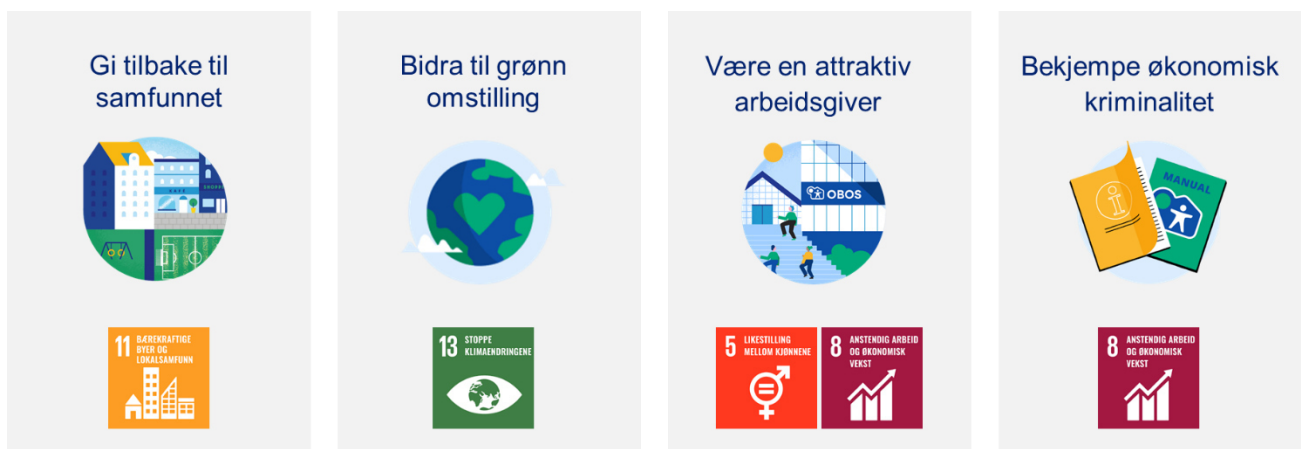 Gi tilbake til
samfunnet
SHOPPE
KAFE
11 BÆREKRAFTIGE
BYER OG
LOKALSAMFUNN
Bidra til grønn
omstilling
13 STOPPE
KLIMAENDRINGENE
Være en attraktiv
arbeidsgiver
OBOS
5 LIKESTILLING
MELLOM KJØNNENE
8 ANSTENDIG ARBEID
OG ØKONOMISK
VEKST
Bekjempe økonomisk
kriminalitet
MANUAL
i
8 ANSTENDIG ARBEID
OG ØKONOMISK
VEKST